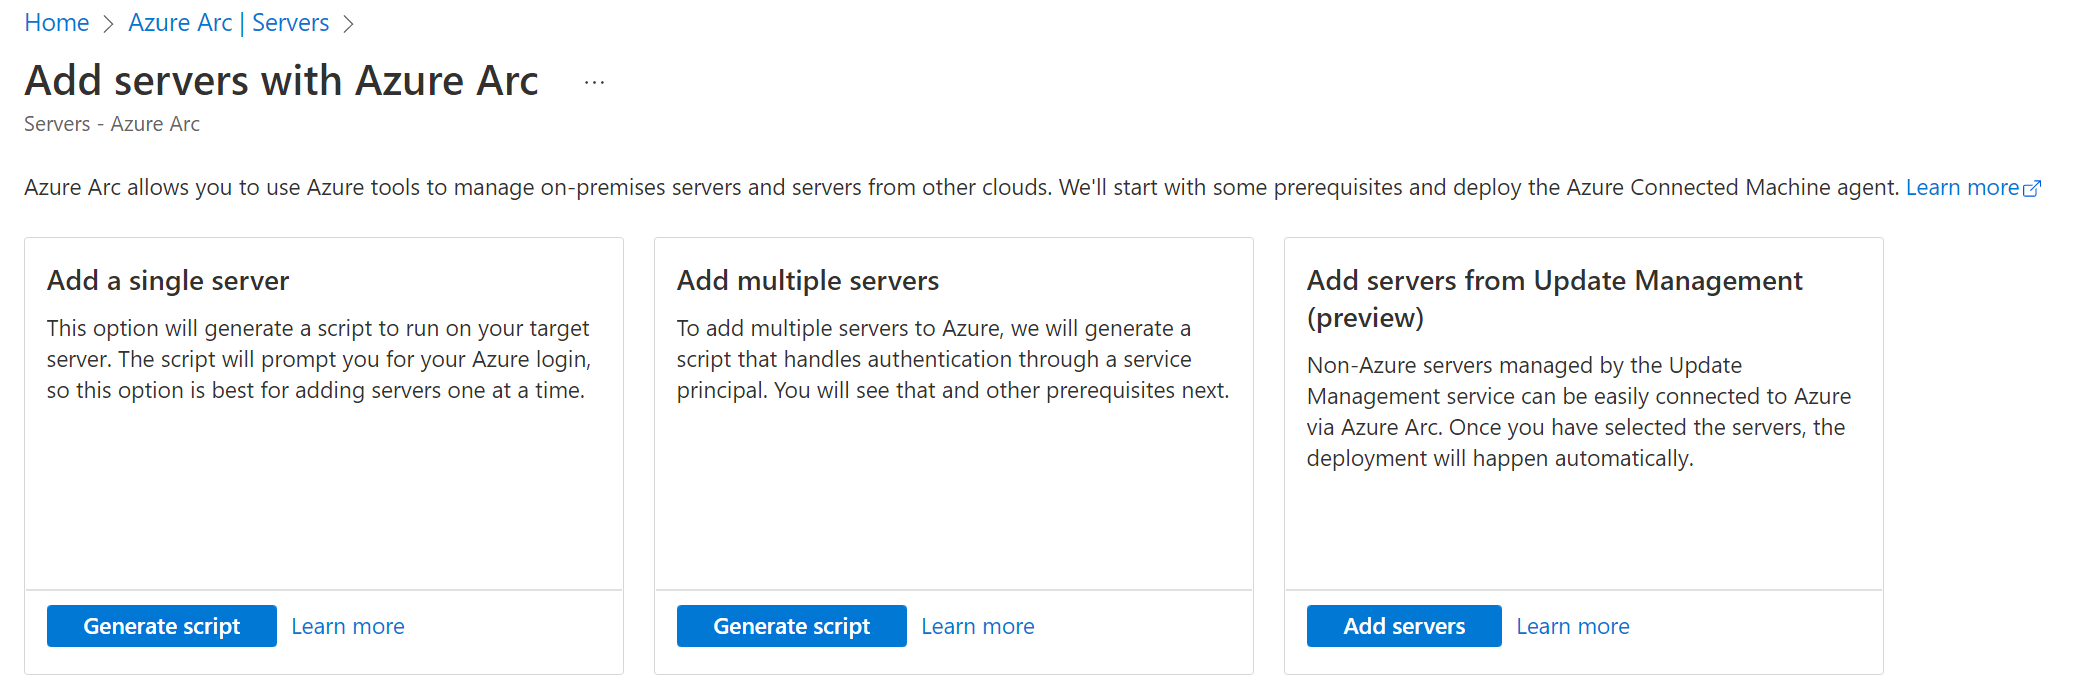 Home > Azure Arc | Servers >
Add servers with Azure Arc ...
Servers - Azure Arc
Azure Arc allows you to use Azure tools to manage on-premises servers and servers from other clouds. We'll start with some prerequisites and deploy the Azure Connected Machine agent. Learn more
Add a single server
This option will generate a script to run on your target
server. The script will prompt you for your Azure login,
so this option is best for adding servers one at a time.
Generate script Learn more
Add multiple servers
To add multiple servers to Azure, we will generate a
script that handles authentication through a service
principal. You will see that and other prerequisites next.
Generate script Learn more
Add servers from Update Management
(preview)
Non-Azure servers managed by the Update
Management service can be easily connected to Azure
via Azure Arc. Once you have selected the servers, the
deployment will happen automatically.
Add servers Learn more